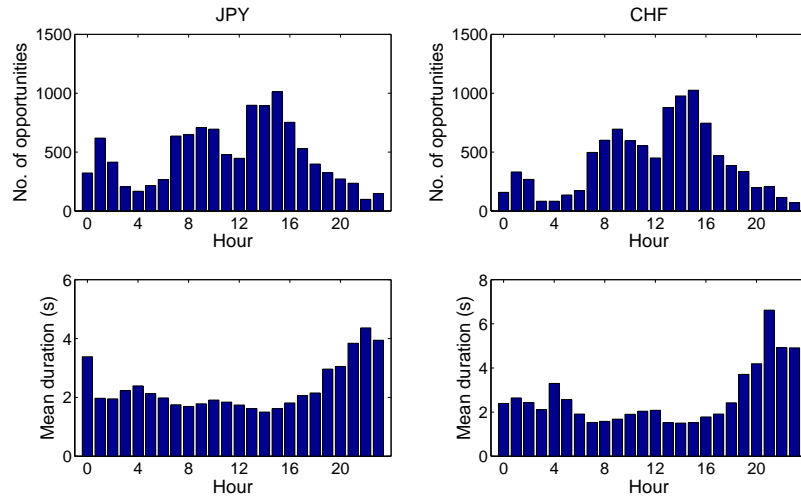 JPY
1500
1000
500
0
No. of opportunities
0 4 8 12 16 20
Hour
CHF
1500
1000
500
0
No. of opportunities
0 4 8 12 16 20
Hour
6
4
2
0
Mean duration (s)
0 4 8 12 16 20
Hour
8
6
4
2
0
Mean duration (s)
0 4 8 12 16 20
Hour